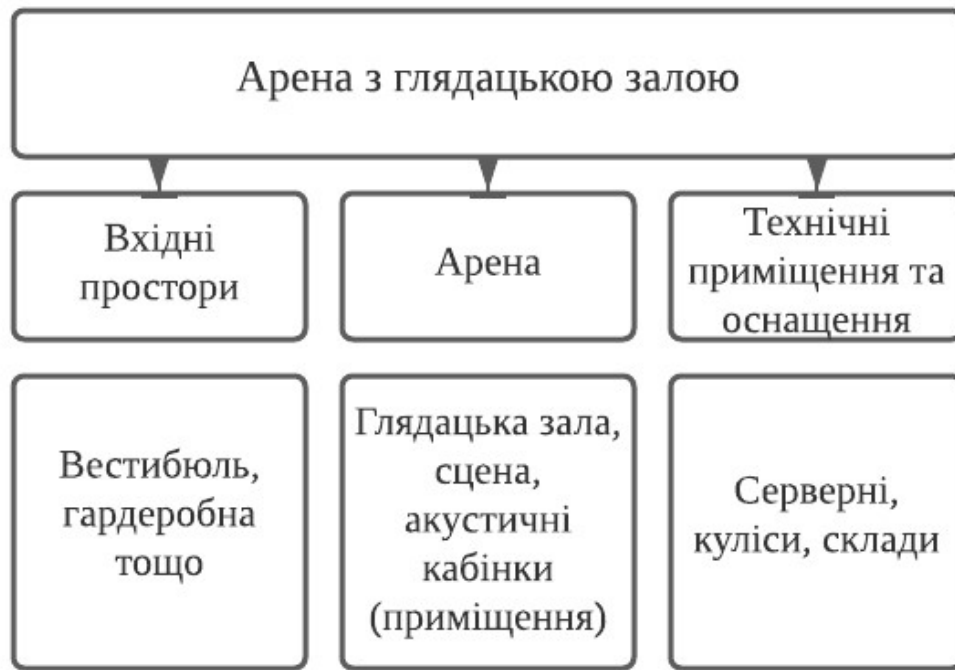 Арена з глядацькою залою
Вхідні
простори
Арена
Технічні
приміщення та
оснащення
Вестибюль,
гардеробна
тощо
Глядацька зала,
сцена,
акустичні
кабінки
(приміщення)
Серверні,
куліси, склади